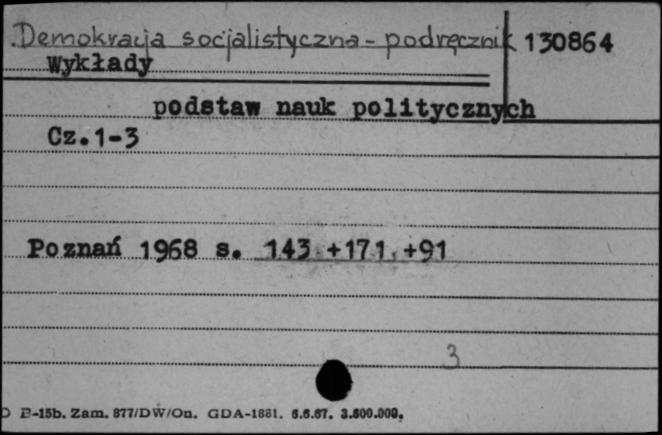 Demokracja socjalistyczna - podręcznik 130864
Wykłady
podstaw nauk politycznych
Cz.1-3
Poznań 1968 s. 143 +171 +91
3
B-15b. Zam. 877/DW/On. GDA-1881. 6.6.67. 3.600.000.